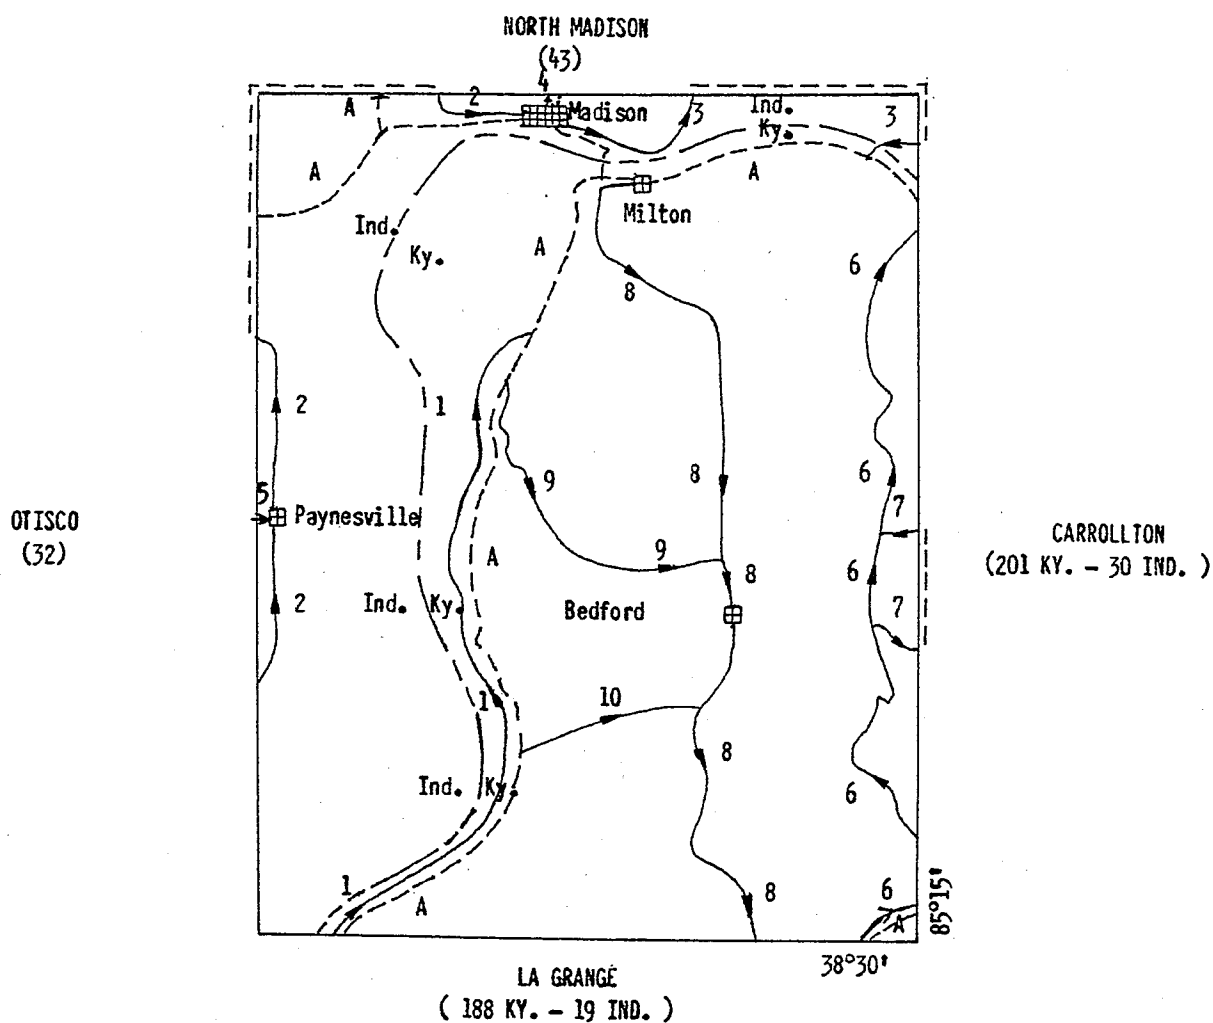 NORTH MADISON
(43)
4
A
2
Madison
3
Ind.
Ky.
3
A
A
Milton
Ind.
Ky.
A
6
8
1
2
9
8
6
5
Paynesville
7
OTISCO
(32)
CARROLLTON
(201 KY. - 30 IND. )
A
9
8
6
2
Ind.
Ky.
Bedford
7
1
10
8
Ind.
Ky.
6
1
A
8
6
A
85°15'
38°30'
LA GRANGE
( 188 KY. - 19 IND. )